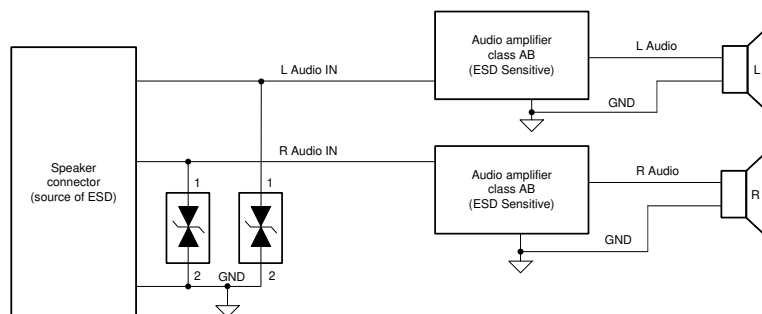 Speaker
connector
(source of ESD)
L Audio IN
R Audio IN
1
1
2
GND
2
Audio amplifier
class AB
(ESD Sensitive)
L Audio
GND
L
Audio amplifier
class AB
(ESD Sensitive)
R Audio
GND
R